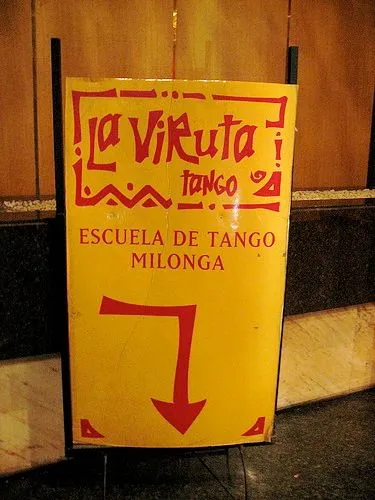 La ViRuta
tango
ESCUELA DE TANGO
MILONGA